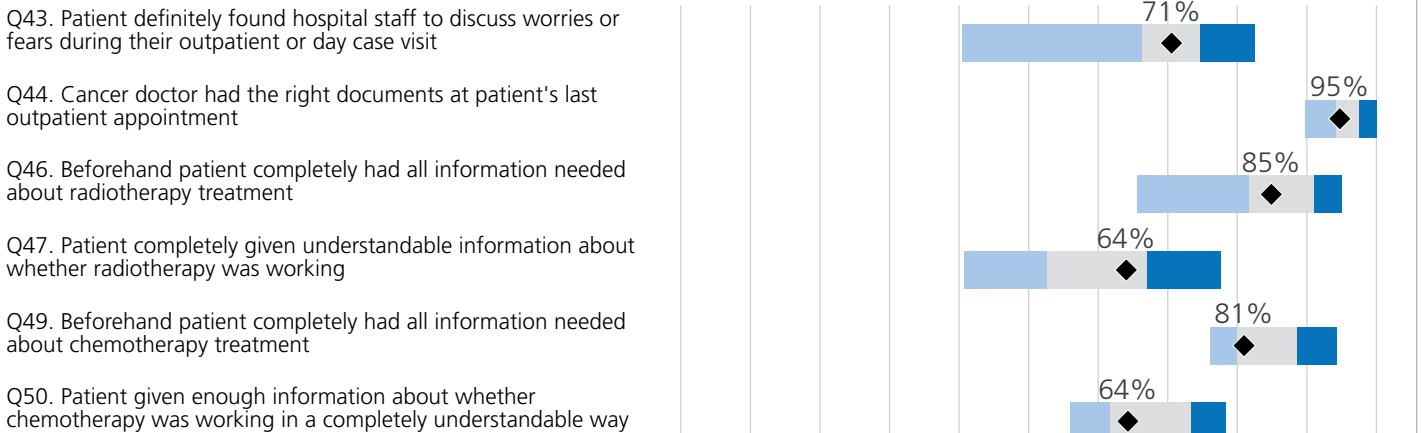 71%
Q43. Patient definitely found hospital staff to discuss worries or
fears during their outpatient or day case visit
95%
Q44. Cancer doctor had the right documents at patient's last
outpatient appointment
85%
Q46. Beforehand patient completely had all information needed
about radiotherapy treatment
64%
Q47. Patient completely given understandable information about
whether radiotherapy was working
81%
Q49. Beforehand patient completely had all information needed
about chemotherapy treatment
64%
Q50. Patient given enough information about whether
chemotherapy was working in a completely understandable way